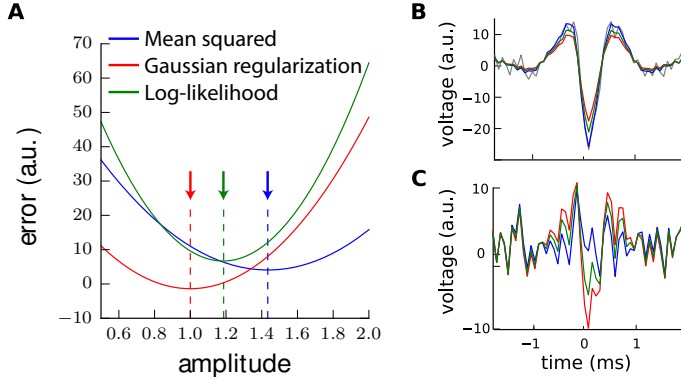 A
Mean squared
Gaussian regularization
Log-likelihood
error (a.u.)
70
60
50
40
30
20
10
0
−10
0.6 0.8 1.0 1.2 1.4 1.6 1.8 2.0
amplitude
B
voltage (a.u.)
10
0
−10
−20
C
voltage (a.u.)
10
0
−10
−1 0 1
time (ms)